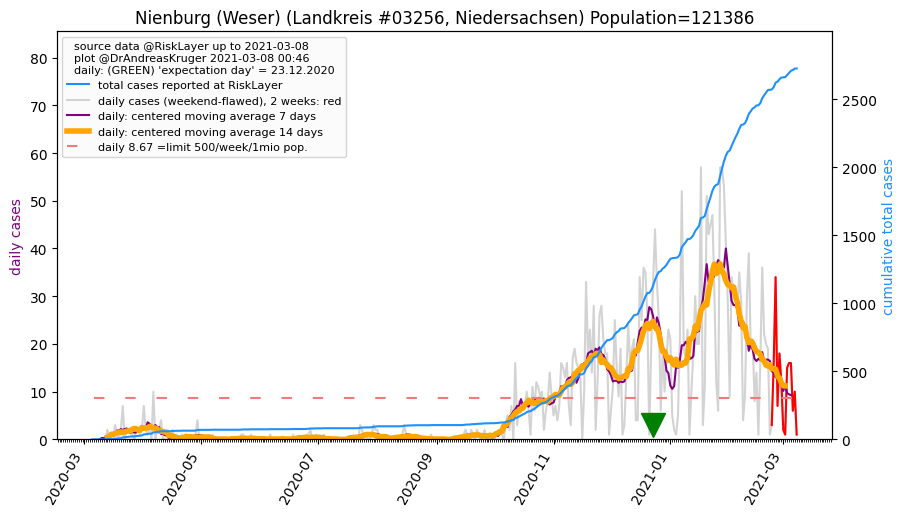 Nienburg (Weser) (Landkreis #03256, Niedersachsen) Population=121386
source data @RiskLayer up to 2021-03-08
plot @DrAndreasKruger 2021-03-08 00:46
daily: (GREEN) 'expectation day' = 23.12.2020
total cases reported at RiskLayer
daily cases (weekend-flawed), 2 weeks: red
daily: centered moving average 7 days
daily: centered moving average 14 days
daily 8.67 =limit 500/week/1mio pop.
daily cases
80
70
60
50
40
30
20
10
0
cumulative total cases
2500
2000
1500
1000
500
0
2020-03
2020-05
2020-07
2020-09
2020-11
2021-01
2021-03